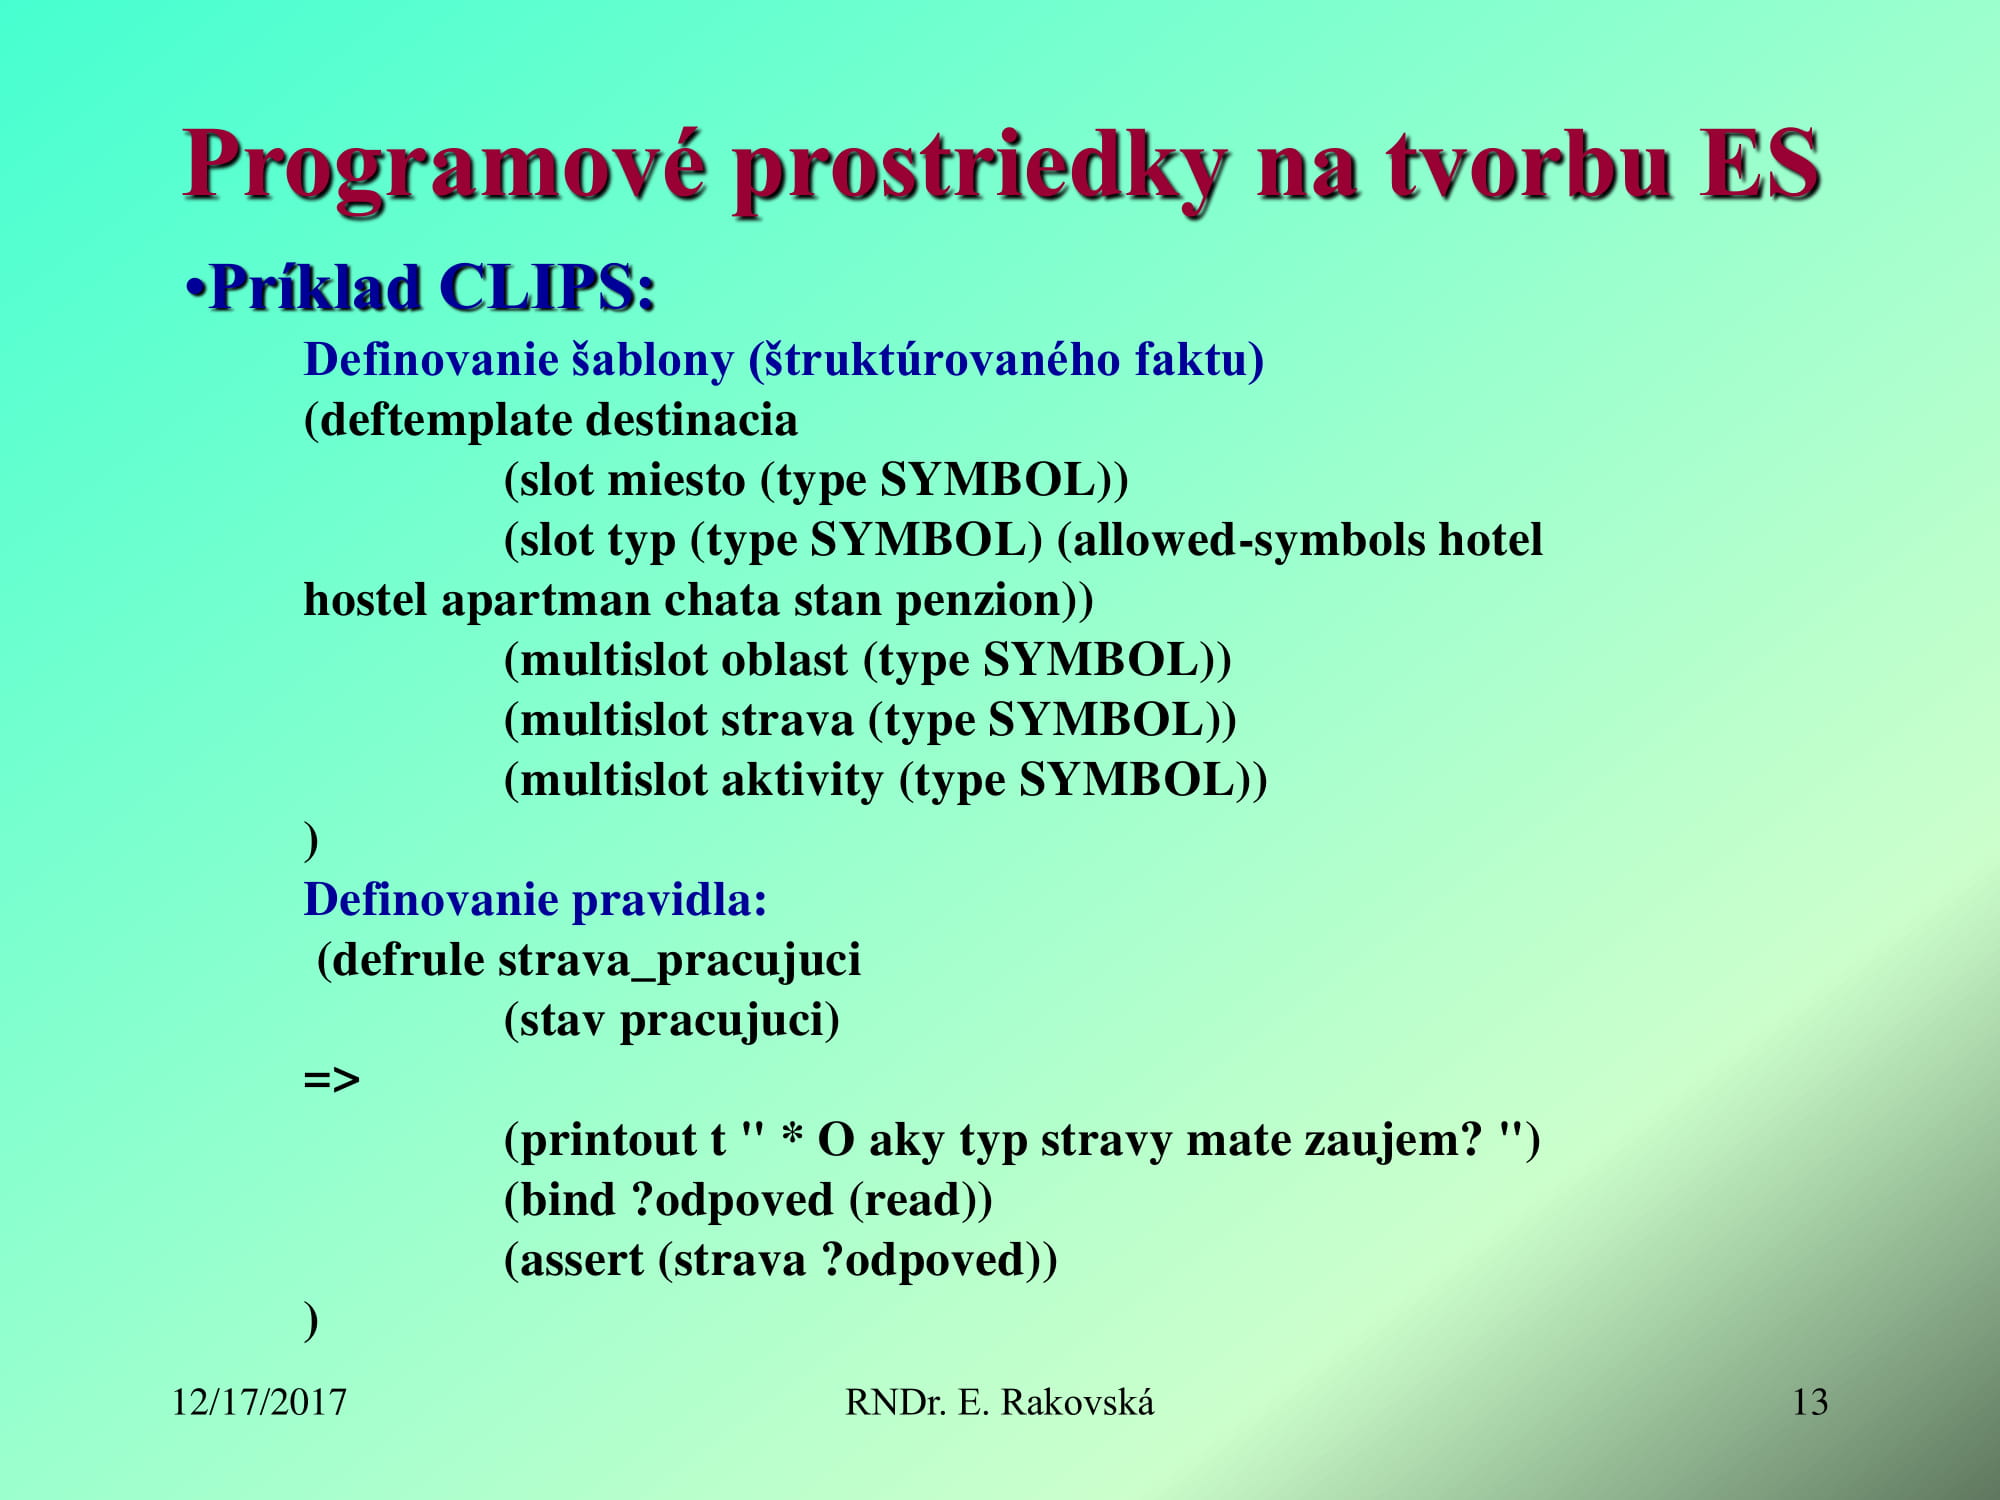 Programové prostriedky na tvorbu ES
•Príklad CLIPS:
Definovanie šablony (štruktúrovaného faktu)
(deftemplate destinacia
(slot miesto (type SYMBOL))
(slot typ (type SYMBOL) (allowed-symbols hotel
hostel apartman chata stan penzion))
(multislot oblast (type SYMBOL))
(multislot strava (type SYMBOL))
(multislot aktivity (type SYMBOL))
)
Definovanie pravidla:
(defrule strava_pracujuci
(stav pracujuci)
=>
(printout t " * O aky typ stravy mate zaujem? ")
(bind ?odpoved (read))
(assert (strava ?odpoved))
)
12/17/2017
RNDr. E. Rakovská
13